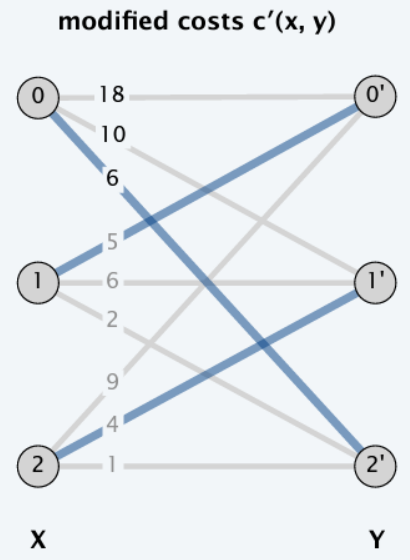 modified costs c′(x, y)
0 18 0'
10
6
5
1 6 1'
2
9
4
2 1 2'
X Y